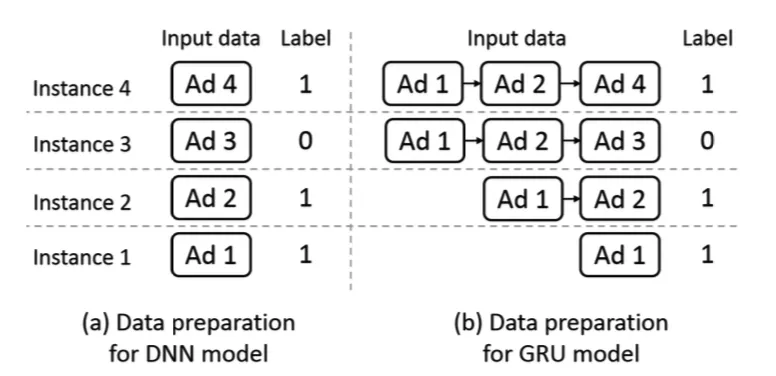 Input data Label Input data Label
Instance 4 Ad 4 1 Ad 1 Ad 2 Ad 4 1
Instance 3 Ad 3 0 Ad 1 Ad 2 Ad 3 0
Instance 2 Ad 2 1 Ad 1 Ad 2 1
Instance 1 Ad 1 1 Ad 1 1
(a) Data preparation
for DNN model
(b) Data preparation
for GRU model